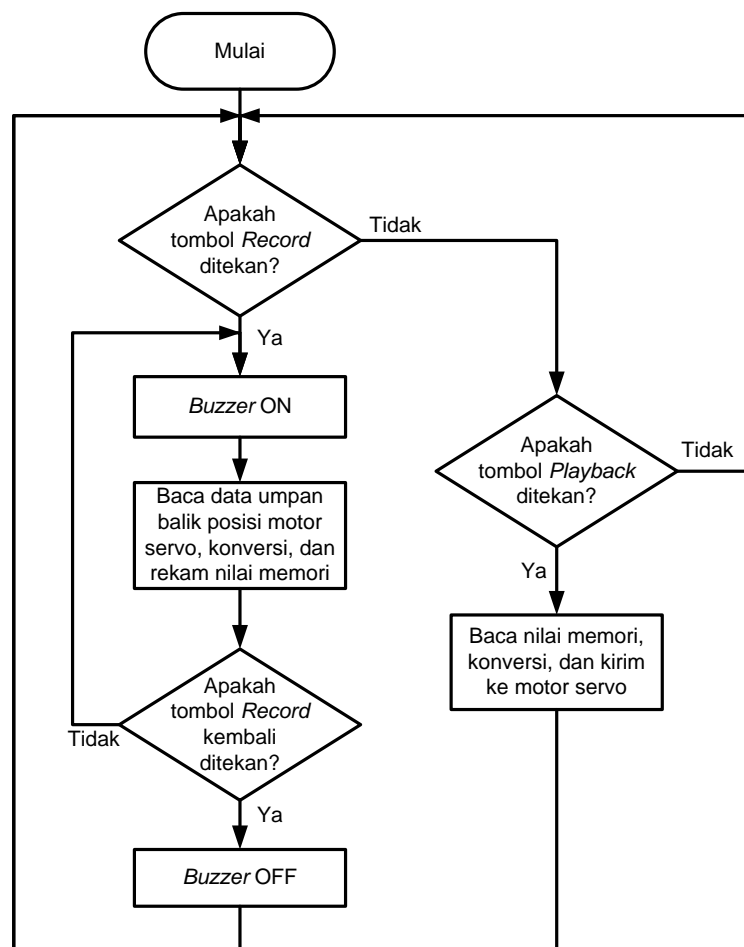 Mulai
Apakah
tombol Record
ditekan?
Tidak
Ya
Buzzer ON
Baca data umpan
balik posisi motor
servo, konversi, dan
rekam nilai memori
Apakah
tombol Record
kembali
ditekan?
Tidak
Ya
Buzzer OFF
Apakah
tombol Playback
ditekan?
Tidak
Ya
Baca nilai memori,
konversi, dan kirim
ke motor servo